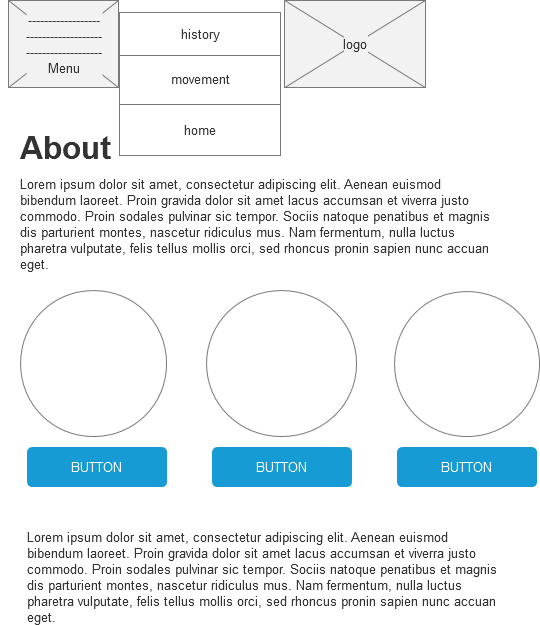 -------------------
--------------------
--------------------
Menu
history
movement
home
logo
About
Lorem ipsum dolor sit amet, consectetur adipiscing elit. Aenean euismod
bibendum laoreet. Proin gravida dolor sit amet lacus accumsan et viverra justo
commodo. Proin sodales pulvinar sic tempor. Sociis natoque penatibus et magnis
dis parturient montes, nascetur ridiculus mus. Nam fermentum, nulla luctus
pharetra vulputate, felis tellus mollis orci, sed rhoncus pronin sapien nunc accuan
eget.
BUTTON
BUTTON
BUTTON
Lorem ipsum dolor sit amet, consectetur adipiscing elit. Aenean euismod
bibendum laoreet. Proin gravida dolor sit amet lacus accumsan et viverra justo
commodo. Proin sodales pulvinar sic tempor. Sociis natoque penatibus et magnis
dis parturient montes, nascetur ridiculus mus. Nam fermentum, nulla luctus
pharetra vulputate, felis tellus mollis orci, sed rhoncus pronin sapien nunc accuan
eget.